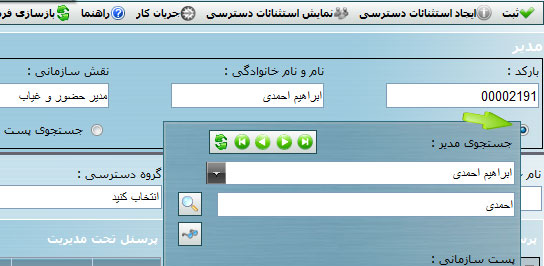 ثبت ایجاد استثنائات دسترسی نمایش استثنائات دسترسی جریات کار راهنما بازسازی
مدیر
بارکد : نام و نام خانوادگی : نقش سازمانی :
00002191 ابراهیم احمدی مدیر حضور و غیاب
جستجوی پست
جستجوی مدیر :
نام گروه دسترسی :
ابراهیم احمدی
احمدی انتخاب کنید
پرسنل تحت مدیریت
پست سازمانی :